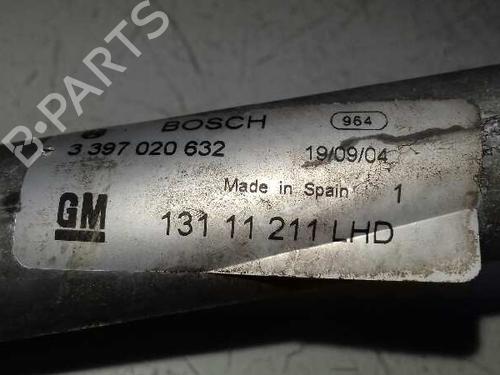 BOSCH 964
3 397 020 632 19/09/04
Made in Spain 1
GM 131 11 211 LHD
B-PARTS